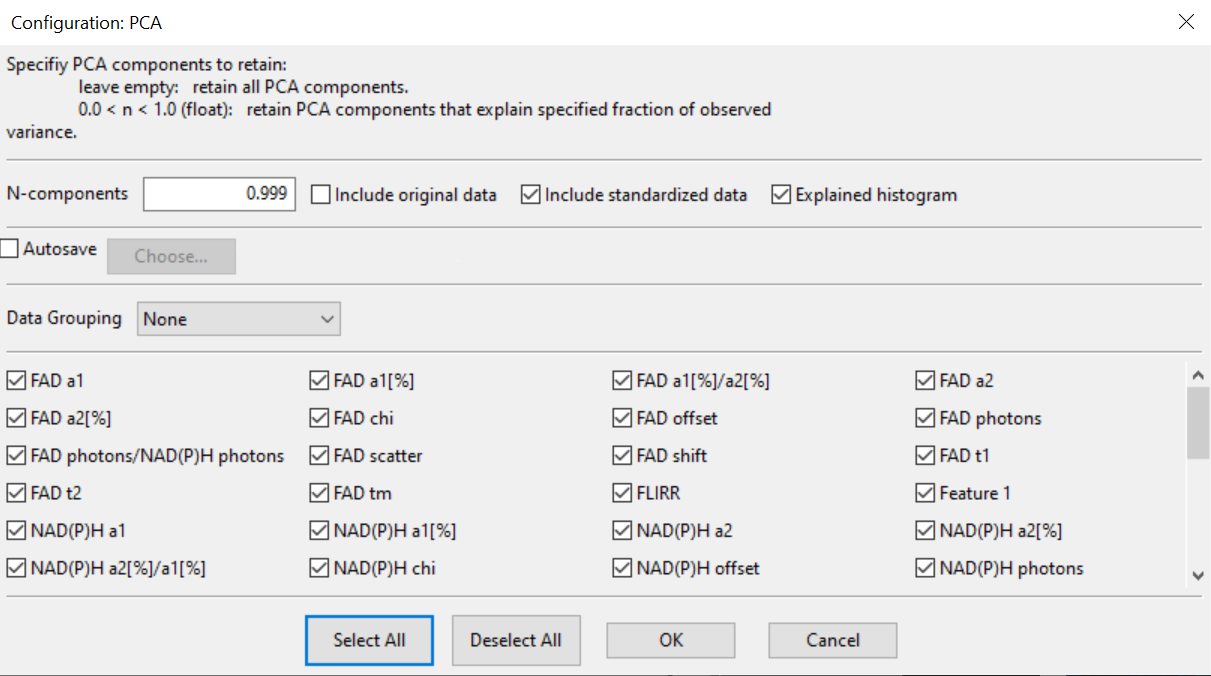 Configuration: PCA
Specifiy PCA components to retain:
leave empty: retain all PCA components.
0.0 < n < 1.0 (float): retain PCA components that explain specified fraction of observed
variance.
N-components 0.999 Include original data Include standardized data Explained histogram
Autosave Choose...
Data Grouping None
FAD a1 FAD a1[%] FAD a1[%]/a2[%] FAD a2
FAD a2[%] FAD chi FAD offset FAD photons
FAD photons/NAD(P)H photons FAD scatter FAD shift FAD t1
FAD t2 FAD tm FLIRR Feature 1
NAD(P)H a1 NAD(P)H a1[%] NAD(P)H a2 NAD(P)H a2[%]
NAD(P)H a2[%]/a1[%] NAD(P)H chi NAD(P)H offset NAD(P)H photons
Select All Deselect All OK Cancel